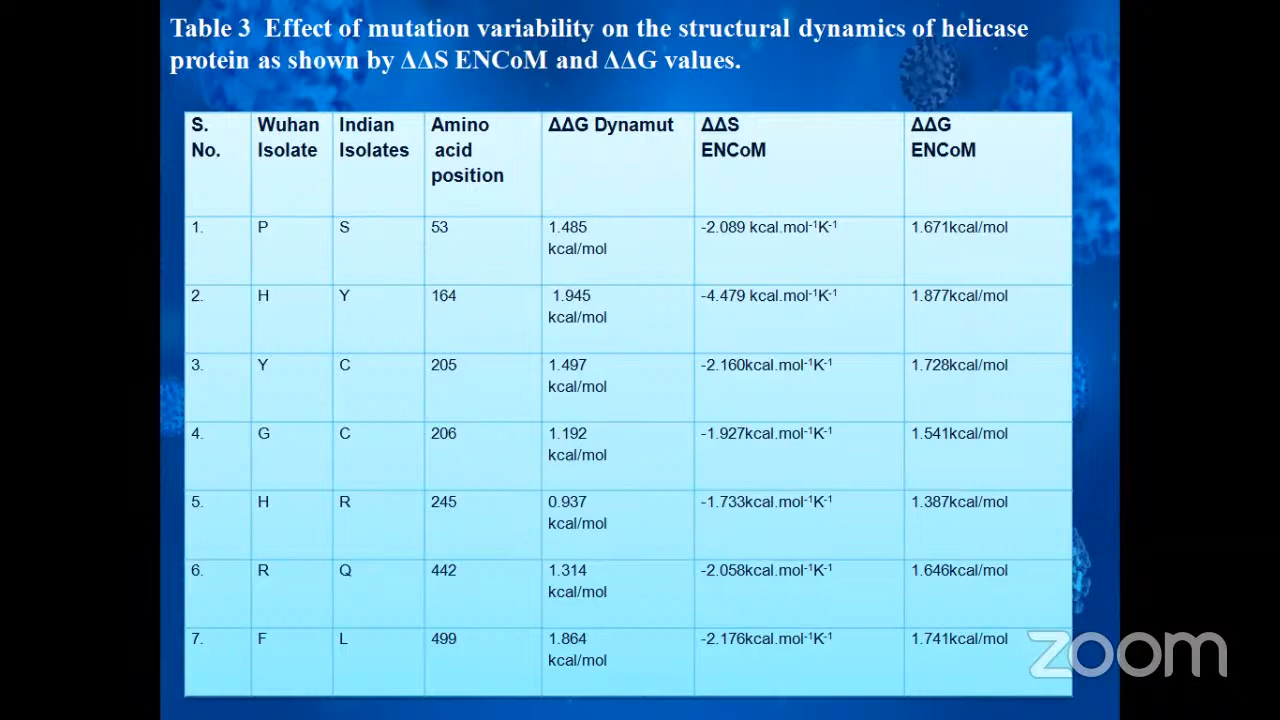 Table 3  Effect of mutation variability on the structural dynamics of helicase
protein as shown by ΔΔS ENCoM and ΔΔG values.
S. No. | Wuhan Isolate | Indian Isolates | Amino acid position | ΔΔG Dynamut | ΔΔS ENCoM | ΔΔG ENCoM
1. | P | S | 53 | 1.485 kcal/mol | -2.089 kcal.mol⁻¹K⁻¹ | 1.671kcal/mol
2. | H | Y | 164 | 1.945 kcal/mol | -4.479 kcal.mol⁻¹K⁻¹ | 1.877kcal/mol
3. | Y | C | 205 | 1.497 kcal/mol | -2.160kcal.mol⁻¹K⁻¹ | 1.728kcal/mol
4. | G | C | 206 | 1.192 kcal/mol | -1.927kcal.mol⁻¹K⁻¹ | 1.541kcal/mol
5. | H | R | 245 | 0.937 kcal/mol | -1.733kcal.mol⁻¹K⁻¹ | 1.387kcal/mol
6. | R | Q | 442 | 1.314 kcal/mol | -2.058kcal.mol⁻¹K⁻¹ | 1.646kcal/mol
7. | F | L | 499 | 1.864 kcal/mol | -2.176kcal.mol⁻¹K⁻¹ | 1.741kcal/mol
zoom